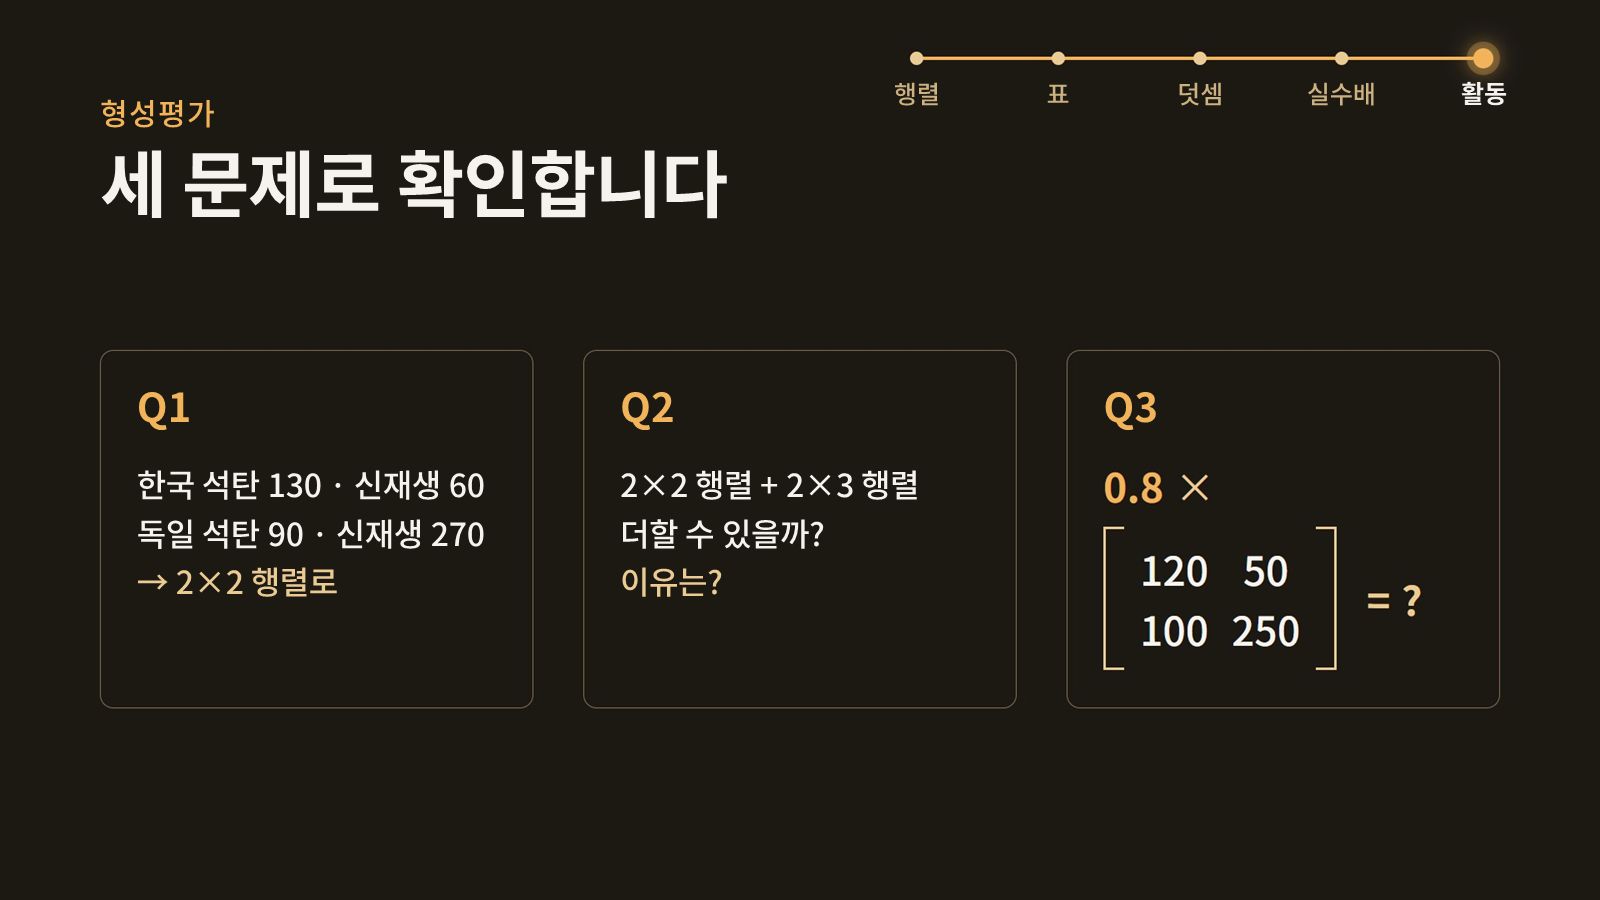 행렬
표
덧셈
실수배
활동
형성평가
세 문제로 확인합니다
Q1
한국 석탄 130 · 신재생 60
독일 석탄 90 · 신재생 270
→ 2×2 행렬로
Q2
2×2 행렬 + 2×3 행렬
더할 수 있을까?
이유는?
Q3
0.8 ×
120 50
100 250
= ?